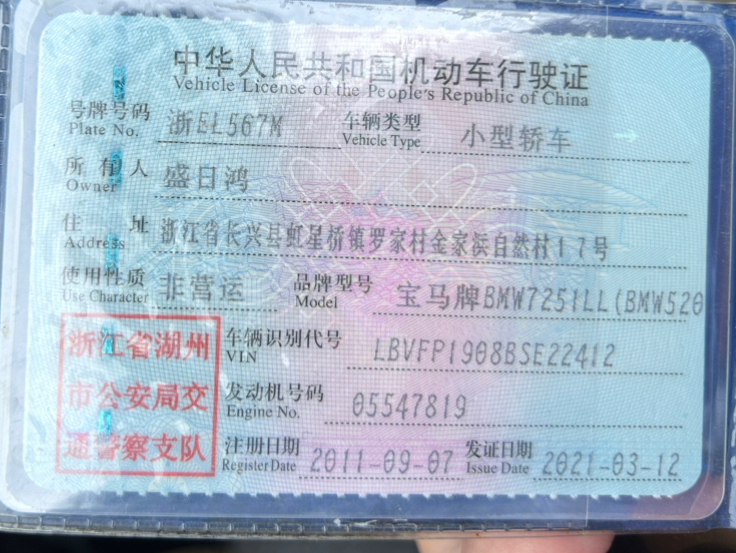 中华人民共和国机动车行驶证
Vehicle License of the People's Republic of China
号牌号码 浙EL567M 车辆类型 小型轿车
Plate No. Vehicle Type
所有人 盛日鸿
Owner
住址 浙江省长兴县虹星桥镇罗家村金家浜自然村17号
Address
使用性质 非营运 品牌型号 宝马牌BMW7251LL(BMW520
Use Character Model
浙江省湖州
市公安局交
通警察支队
车辆识别代号 LBVFP1908BSE22412
VIN
发动机号码 05547819
Engine No.
注册日期 2011-09-07 发证日期 2021-03-12
Register Date Issue Date